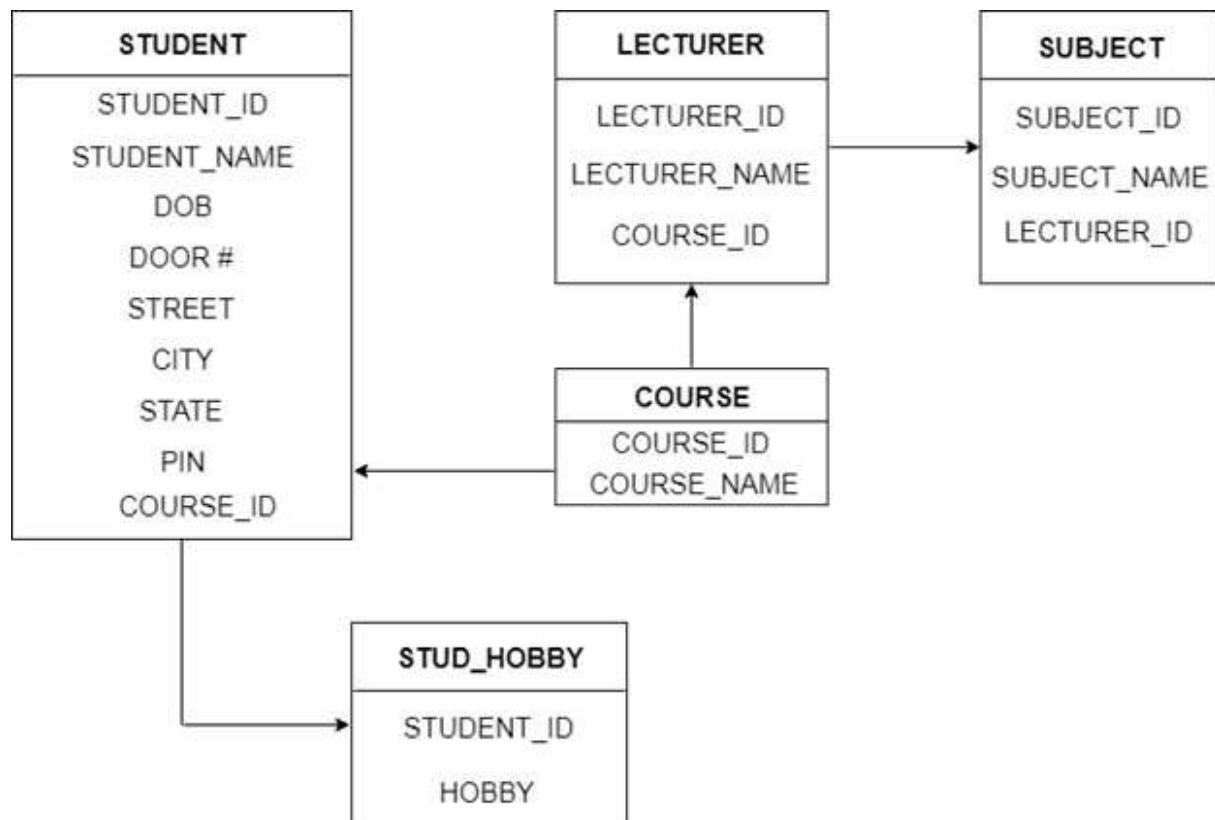 STUDENT
STUDENT_ID
STUDENT_NAME
DOB
DOOR #
STREET
CITY
STATE
PIN
COURSE_ID
LECTURER
LECTURER_ID
LECTURER_NAME
COURSE_ID
SUBJECT
SUBJECT_ID
SUBJECT_NAME
LECTURER_ID
COURSE
COURSE_ID
COURSE_NAME
STUD_HOBBY
STUDENT_ID
HOBBY